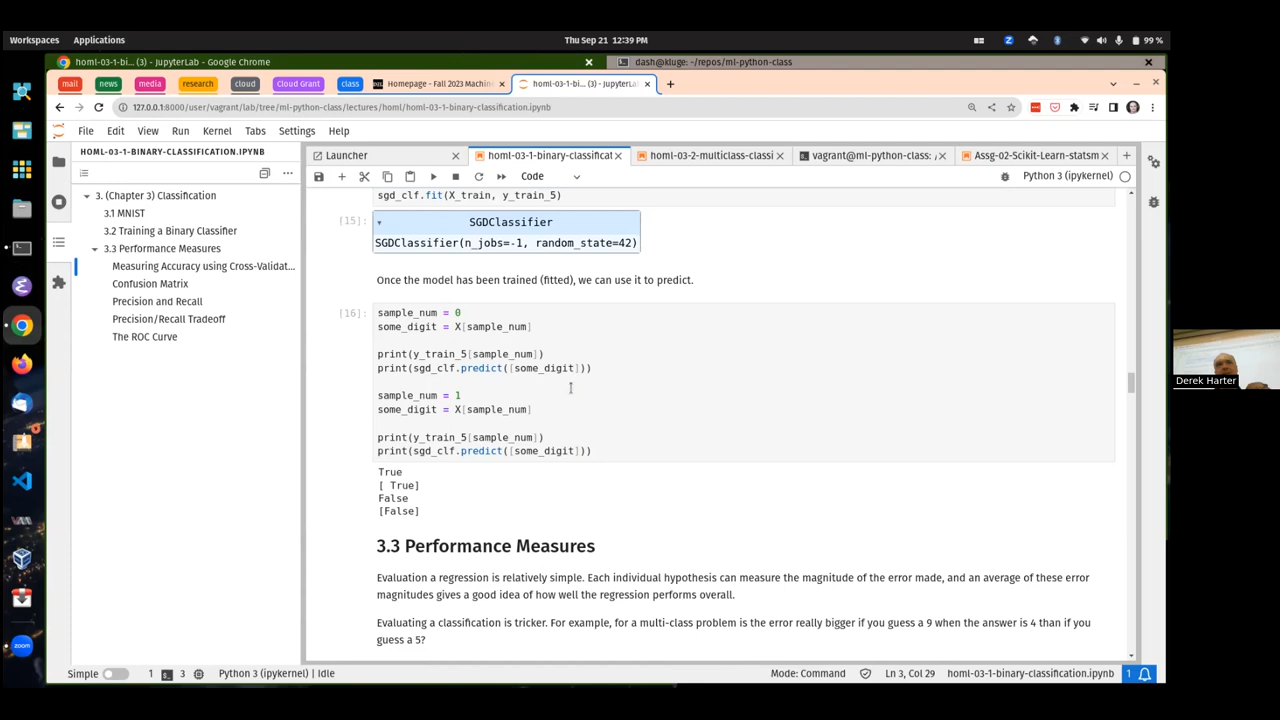 Workspaces Applications Thu Sep 21 12:39 PM 99 %
homl-03-1-bi... (3) - JupyterLab - Google Chrome dash@kluge: ~/repos/ml-python-class
mail news media research cloud Cloud Grant class Homepage - Fall 2023 Machin homl-03-1-bi... (3) - JupyterLa
127.0.0.1:8000/user/vagrant/lab/tree/ml-python-class/lectures/homl/homl-03-1-binary-classification.ipynb
File Edit View Run Kernel Tabs Settings Help
HOML-03-1-BINARY-CLASSIFICATION.IPYNB
Launcher homl-03-1-binary-classificat homl-03-2-multiclass-classi vagrant@ml-python-class: / Assg-02-Scikit-Learn-statsm
Code Python 3 (ipykernel)
3. (Chapter 3) Classification
3.1 MNIST
3.2 Training a Binary Classifier
3.3 Performance Measures
Measuring Accuracy using Cross-Validat...
Confusion Matrix
Precision and Recall
Precision/Recall Tradeoff
The ROC Curve
sgd_clf.fit(X_train, y_train_5)
[15]:
SGDClassifier
SGDClassifier(n_jobs=-1, random_state=42)
Once the model has been trained (fitted), we can use it to predict.
[16]:
sample_num = 0
some_digit = X[sample_num]
print(y_train_5[sample_num])
print(sgd_clf.predict([some_digit]))
sample_num = 1
some_digit = X[sample_num]
print(y_train_5[sample_num])
print(sgd_clf.predict([some_digit]))
True
[ True]
False
[False]
3.3 Performance Measures
Evaluation a regression is relatively simple. Each individual hypothesis can measure the magnitude of the error made, and an average of these error
magnitudes gives a good idea of how well the regression performs overall.
Evaluating a classification is tricker. For example, for a multi-class problem is the error really bigger if you guess a 9 when the answer is 4 than if you
guess a 5?
Simple 1 3 Python 3 (ipykernel) | Idle Mode: Command Ln 3, Col 29 homl-03-1-binary-classification.ipynb 1
zoom
Derek Harter